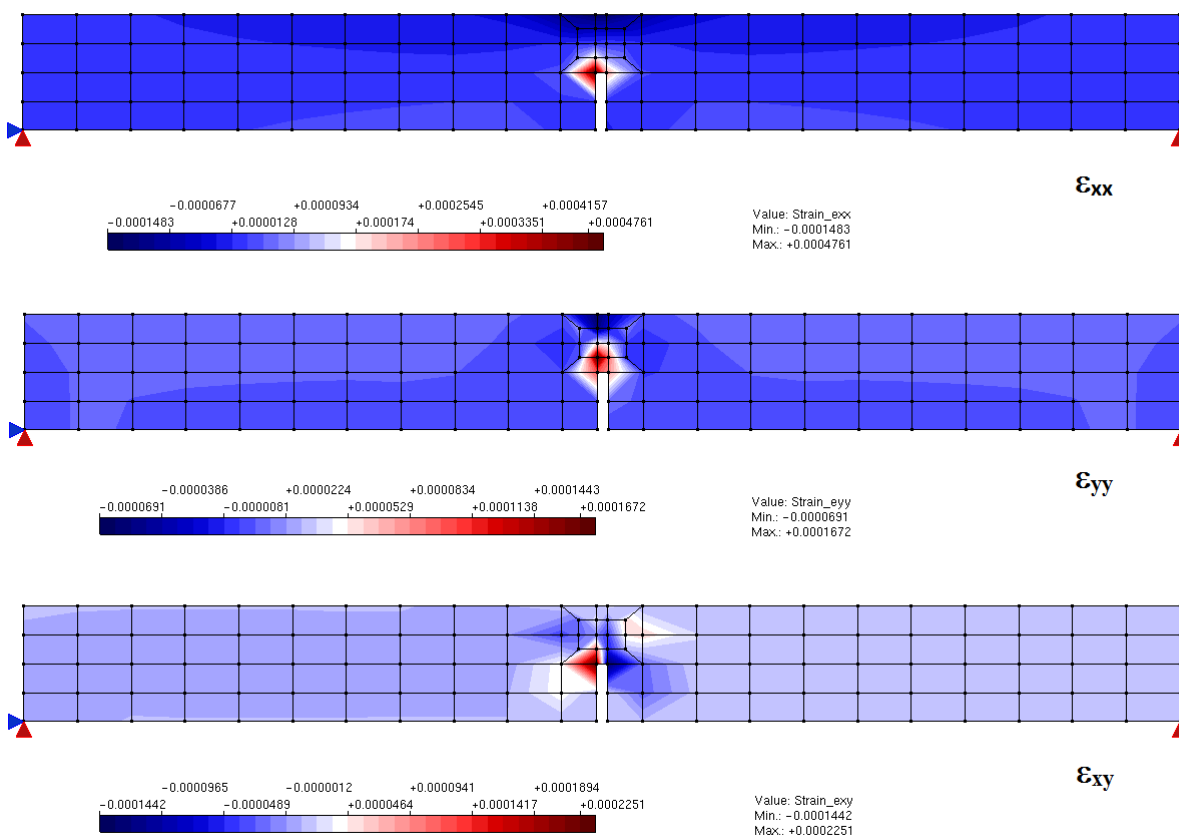 εxx
-0.0000677 +0.0000934 +0.0002545 +0.0004157
-0.0001483 +0.0000128 +0.000174 +0.0003351 +0.0004761
Value: Strain_exx
Min.: -0.0001483
Max.: +0.0004761
εyy
-0.0000386 +0.0000224 +0.0000834 +0.0001443
-0.0000691 -0.0000081 +0.0000529 +0.0001138 +0.0001672
Value: Strain_eyy
Min.: -0.0000691
Max.: +0.0001672
εxy
-0.0000965 -0.0000012 +0.0000941 +0.0001894
-0.0001442 -0.0000489 +0.0000464 +0.0001417 +0.0002251
Value: Strain_exy
Min.: -0.0001442
Max.: +0.0002251